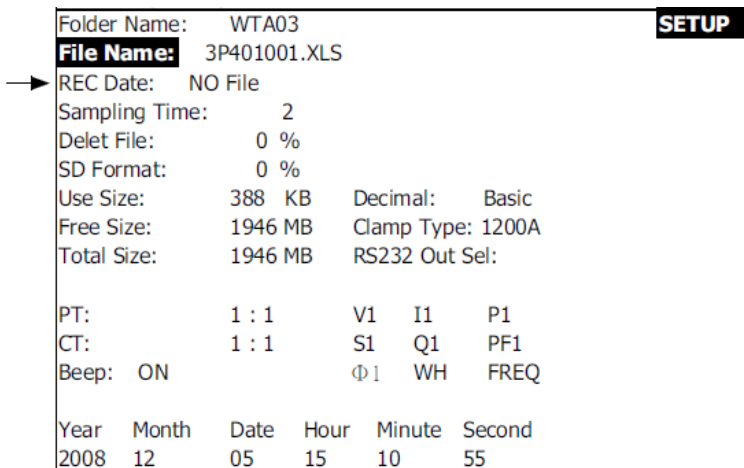 Folder Name: WTA03 SETUP
File Name: 3P401001.XLS
REC Date: NO File
Sampling Time: 2
Delet File: 0 %
SD Format: 0 %
Use Size: 388 KB Decimal: Basic
Free Size: 1946 MB Clamp Type: 1200A
Total Size: 1946 MB RS232 Out Sel:
PT: 1 : 1 V1 I1 P1
CT: 1 : 1 S1 Q1 PF1
Beep: ON Φ1 WH FREQ
Year Month Date Hour Minute Second
2008 12 05 15 10 55